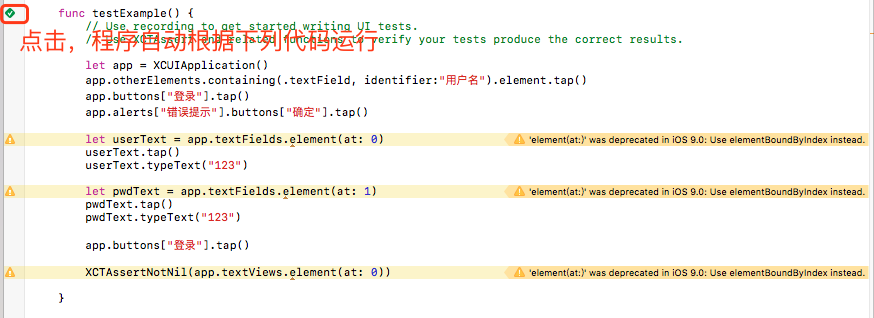 func testExample() {
// Use recording to get started writing UI tests.
点击，程序自动根据下列代码运行
// Use XCTAssert and related functions to verify your tests produce the correct results.
let app = XCUIApplication()
app.otherElements.containing(.textField, identifier:"用户名").element.tap()
app.buttons["登录"].tap()
app.alerts["错误提示"].buttons["确定"].tap()
let userText = app.textFields.element(at: 0) 'element(at:)' was deprecated in iOS 9.0: Use elementBoundByIndex instead.
userText.tap()
userText.typeText("123")
let pwdText = app.textFields.element(at: 1) 'element(at:)' was deprecated in iOS 9.0: Use elementBoundByIndex instead.
pwdText.tap()
pwdText.typeText("123")
app.buttons["登录"].tap()
XCTAssertNotNil(app.textViews.element(at: 0)) 'element(at:)' was deprecated in iOS 9.0: Use elementBoundByIndex instead.
}